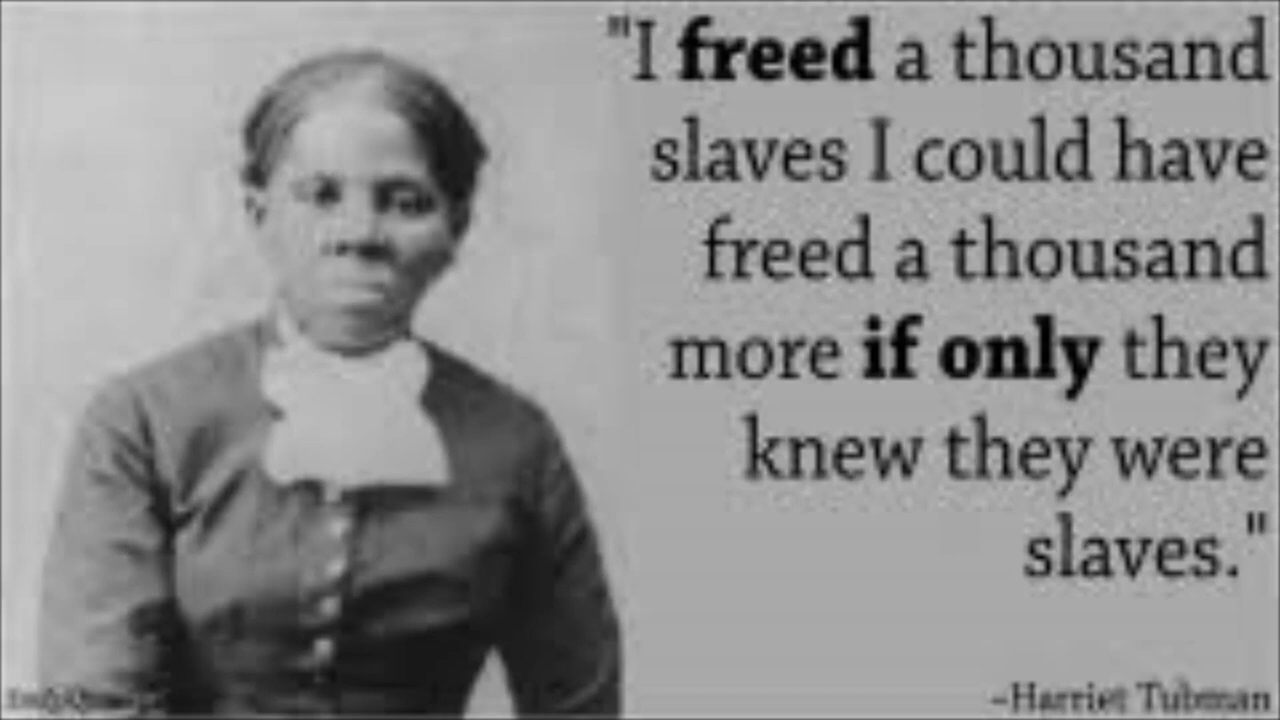 "I freed a thousand
slaves I could have
freed a thousand
more if only they
knew they were
slaves."
-Harriet Tubman